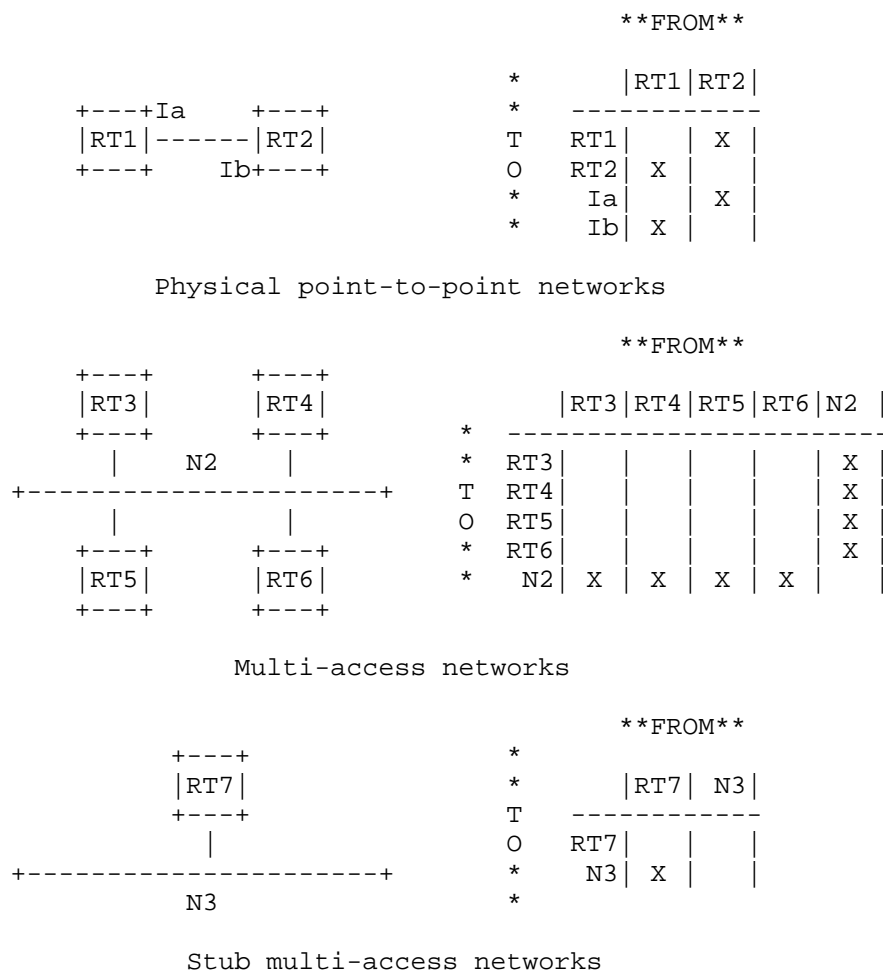 **FROM**

                                           *      |RT1|RT2|
               +---+Ia     +---+           *   ------------
               |RT1|------|RT2|            T   RT1|   | X |
               +---+    Ib+---+            O   RT2| X |   |
                                           *    Ia|   | X |
                                           *    Ib| X |   |

                    Physical point-to-point networks

                                                  **FROM**
               +---+      +---+
               |RT3|      |RT4|               |RT3|RT4|RT5|RT6|N2 |
               +---+      +---+        *  ------------------------
                 |    N2    |          *  RT3|   |   |   |   | X |
           +----------------------+    T  RT4|   |   |   |   | X |
                 |          |          O  RT5|   |   |   |   | X |
               +---+      +---+        *  RT6|   |   |   |   | X |
               |RT5|      |RT6|        *   N2| X | X | X | X |   |
               +---+      +---+

                         Multi-access networks

                                                  **FROM**
                     +---+                 *
                     |RT7|                 *      |RT7| N3|
                     +---+                 T   ------------
                       |                   O   RT7|   |   |
           +----------------------+        *    N3| X |   |
                      N3                   *

                      Stub multi-access networks